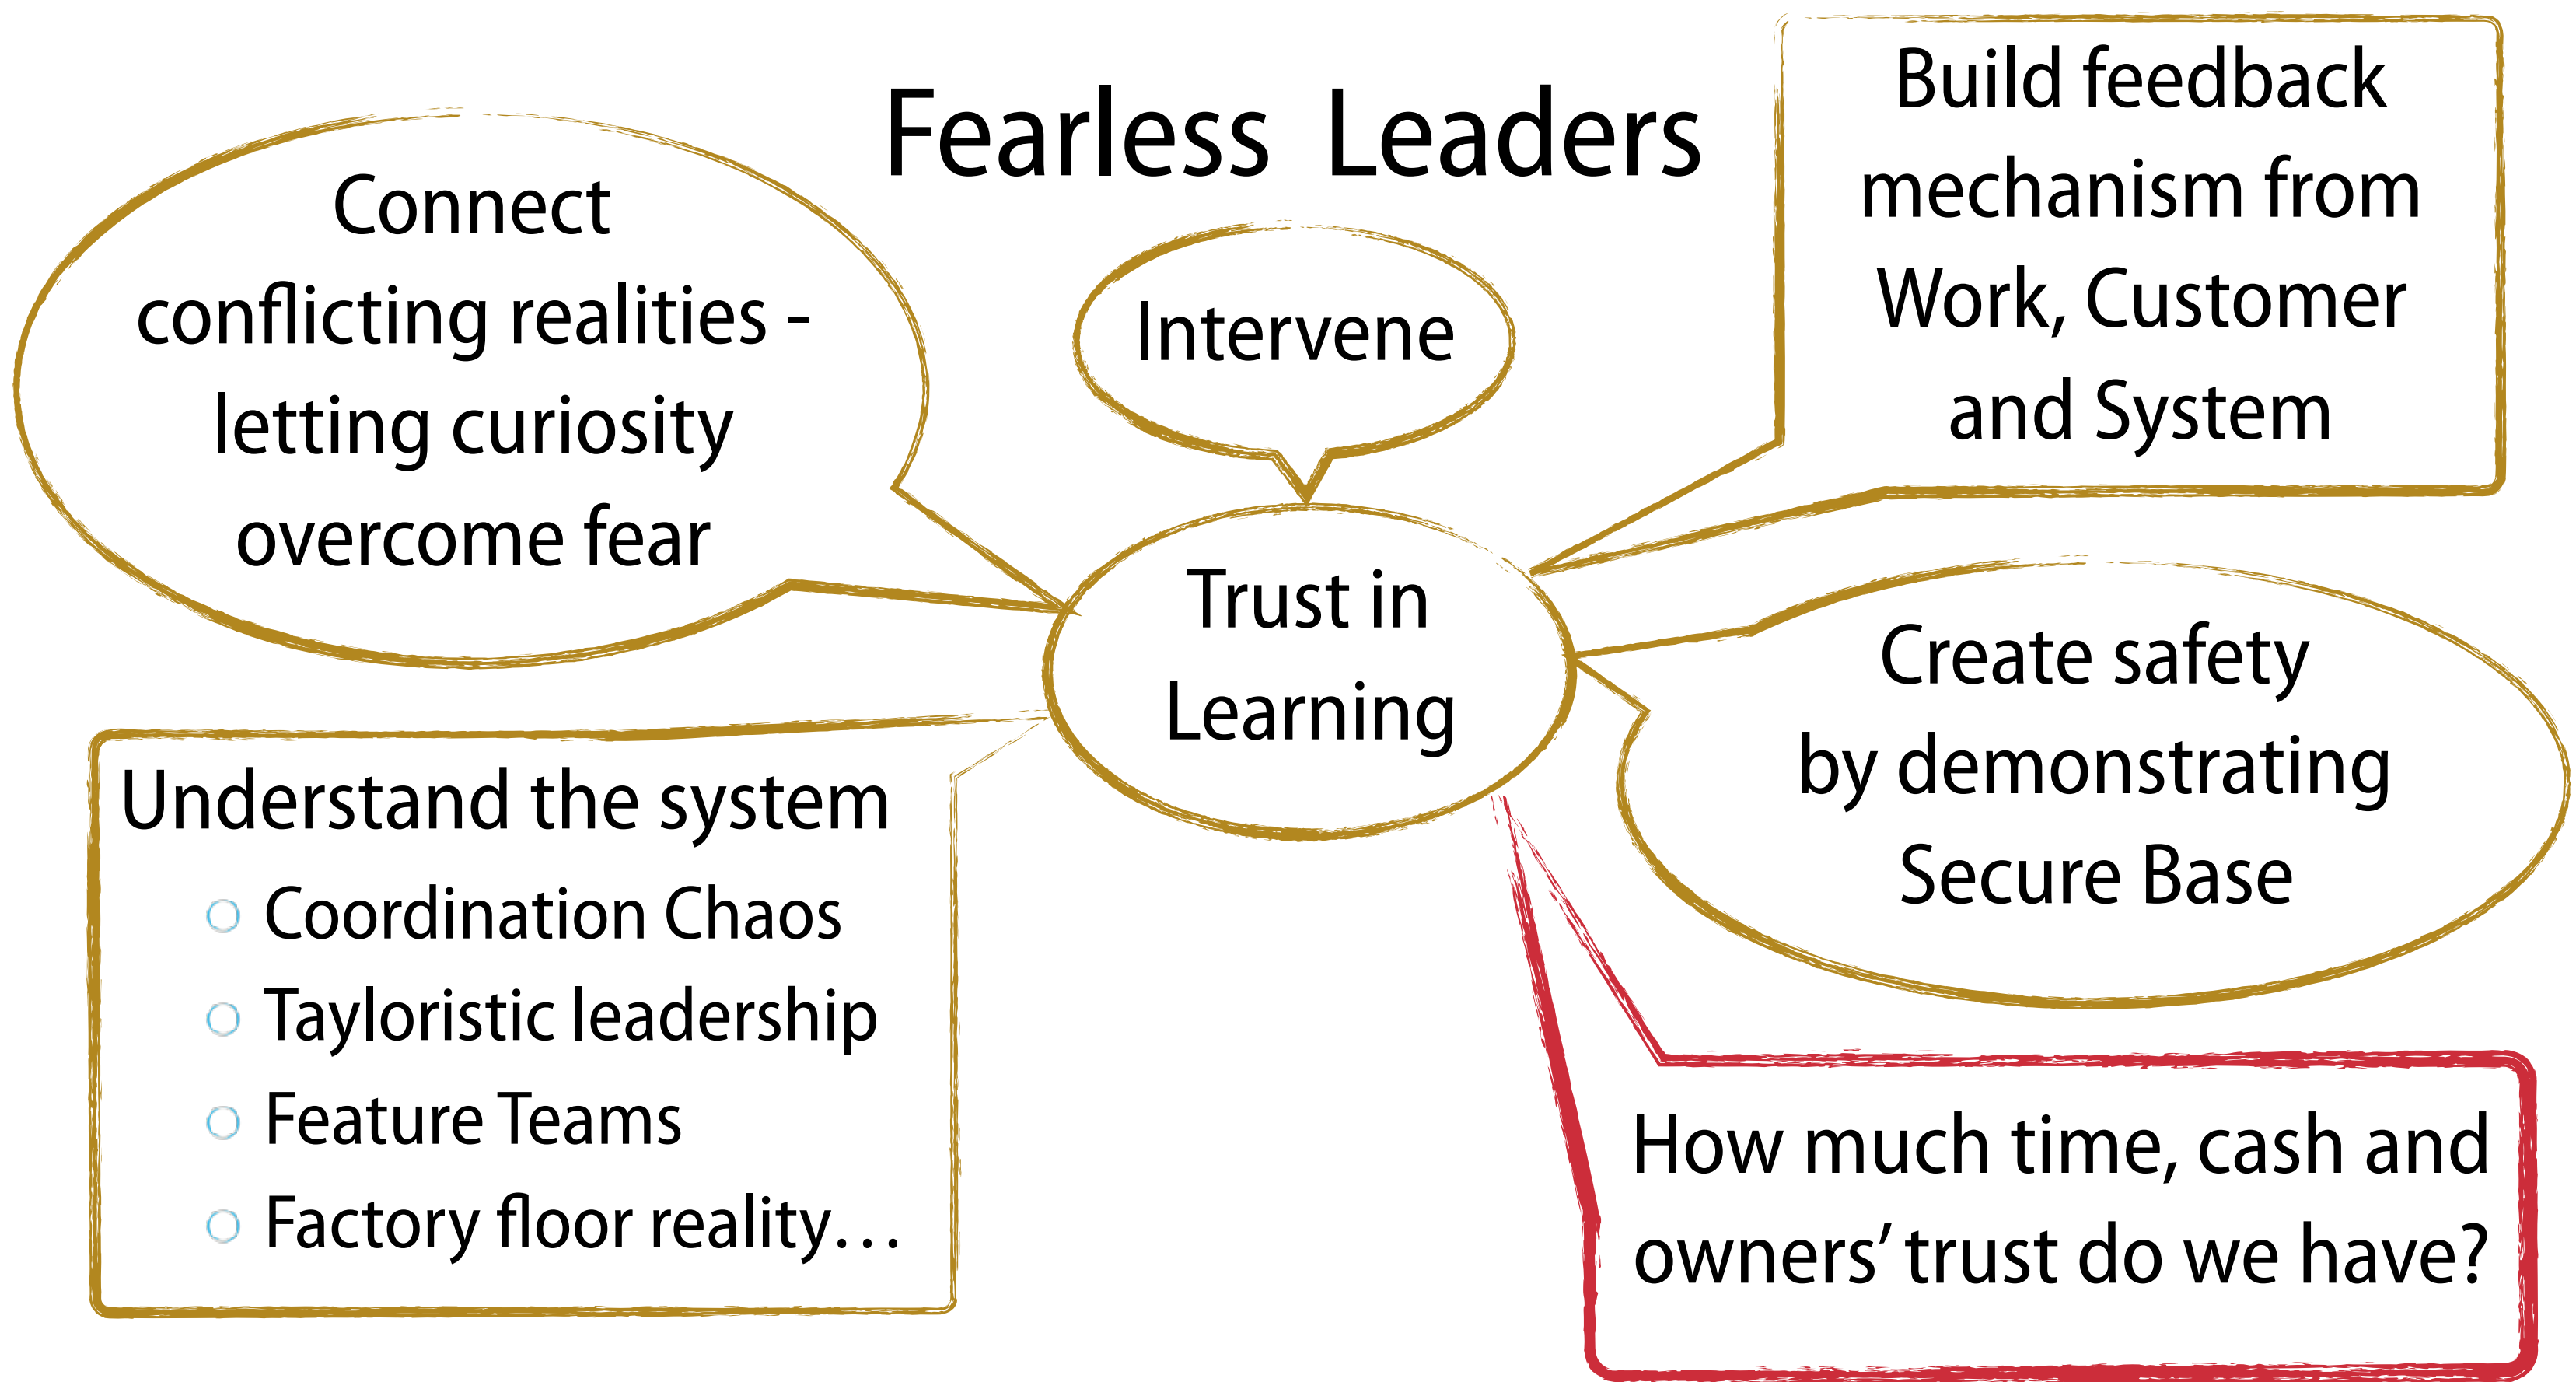 Fearless Leaders
Connect
conflicting realities -
letting curiosity
overcome fear
Intervene
Build feedback
mechanism from
Work, Customer
and System
Trust in
Learning
Create safety
by demonstrating
Secure Base
Understand the system
Coordination Chaos
Tayloristic leadership
Feature Teams
Factory floor reality…
How much time, cash and
owners’ trust do we have?